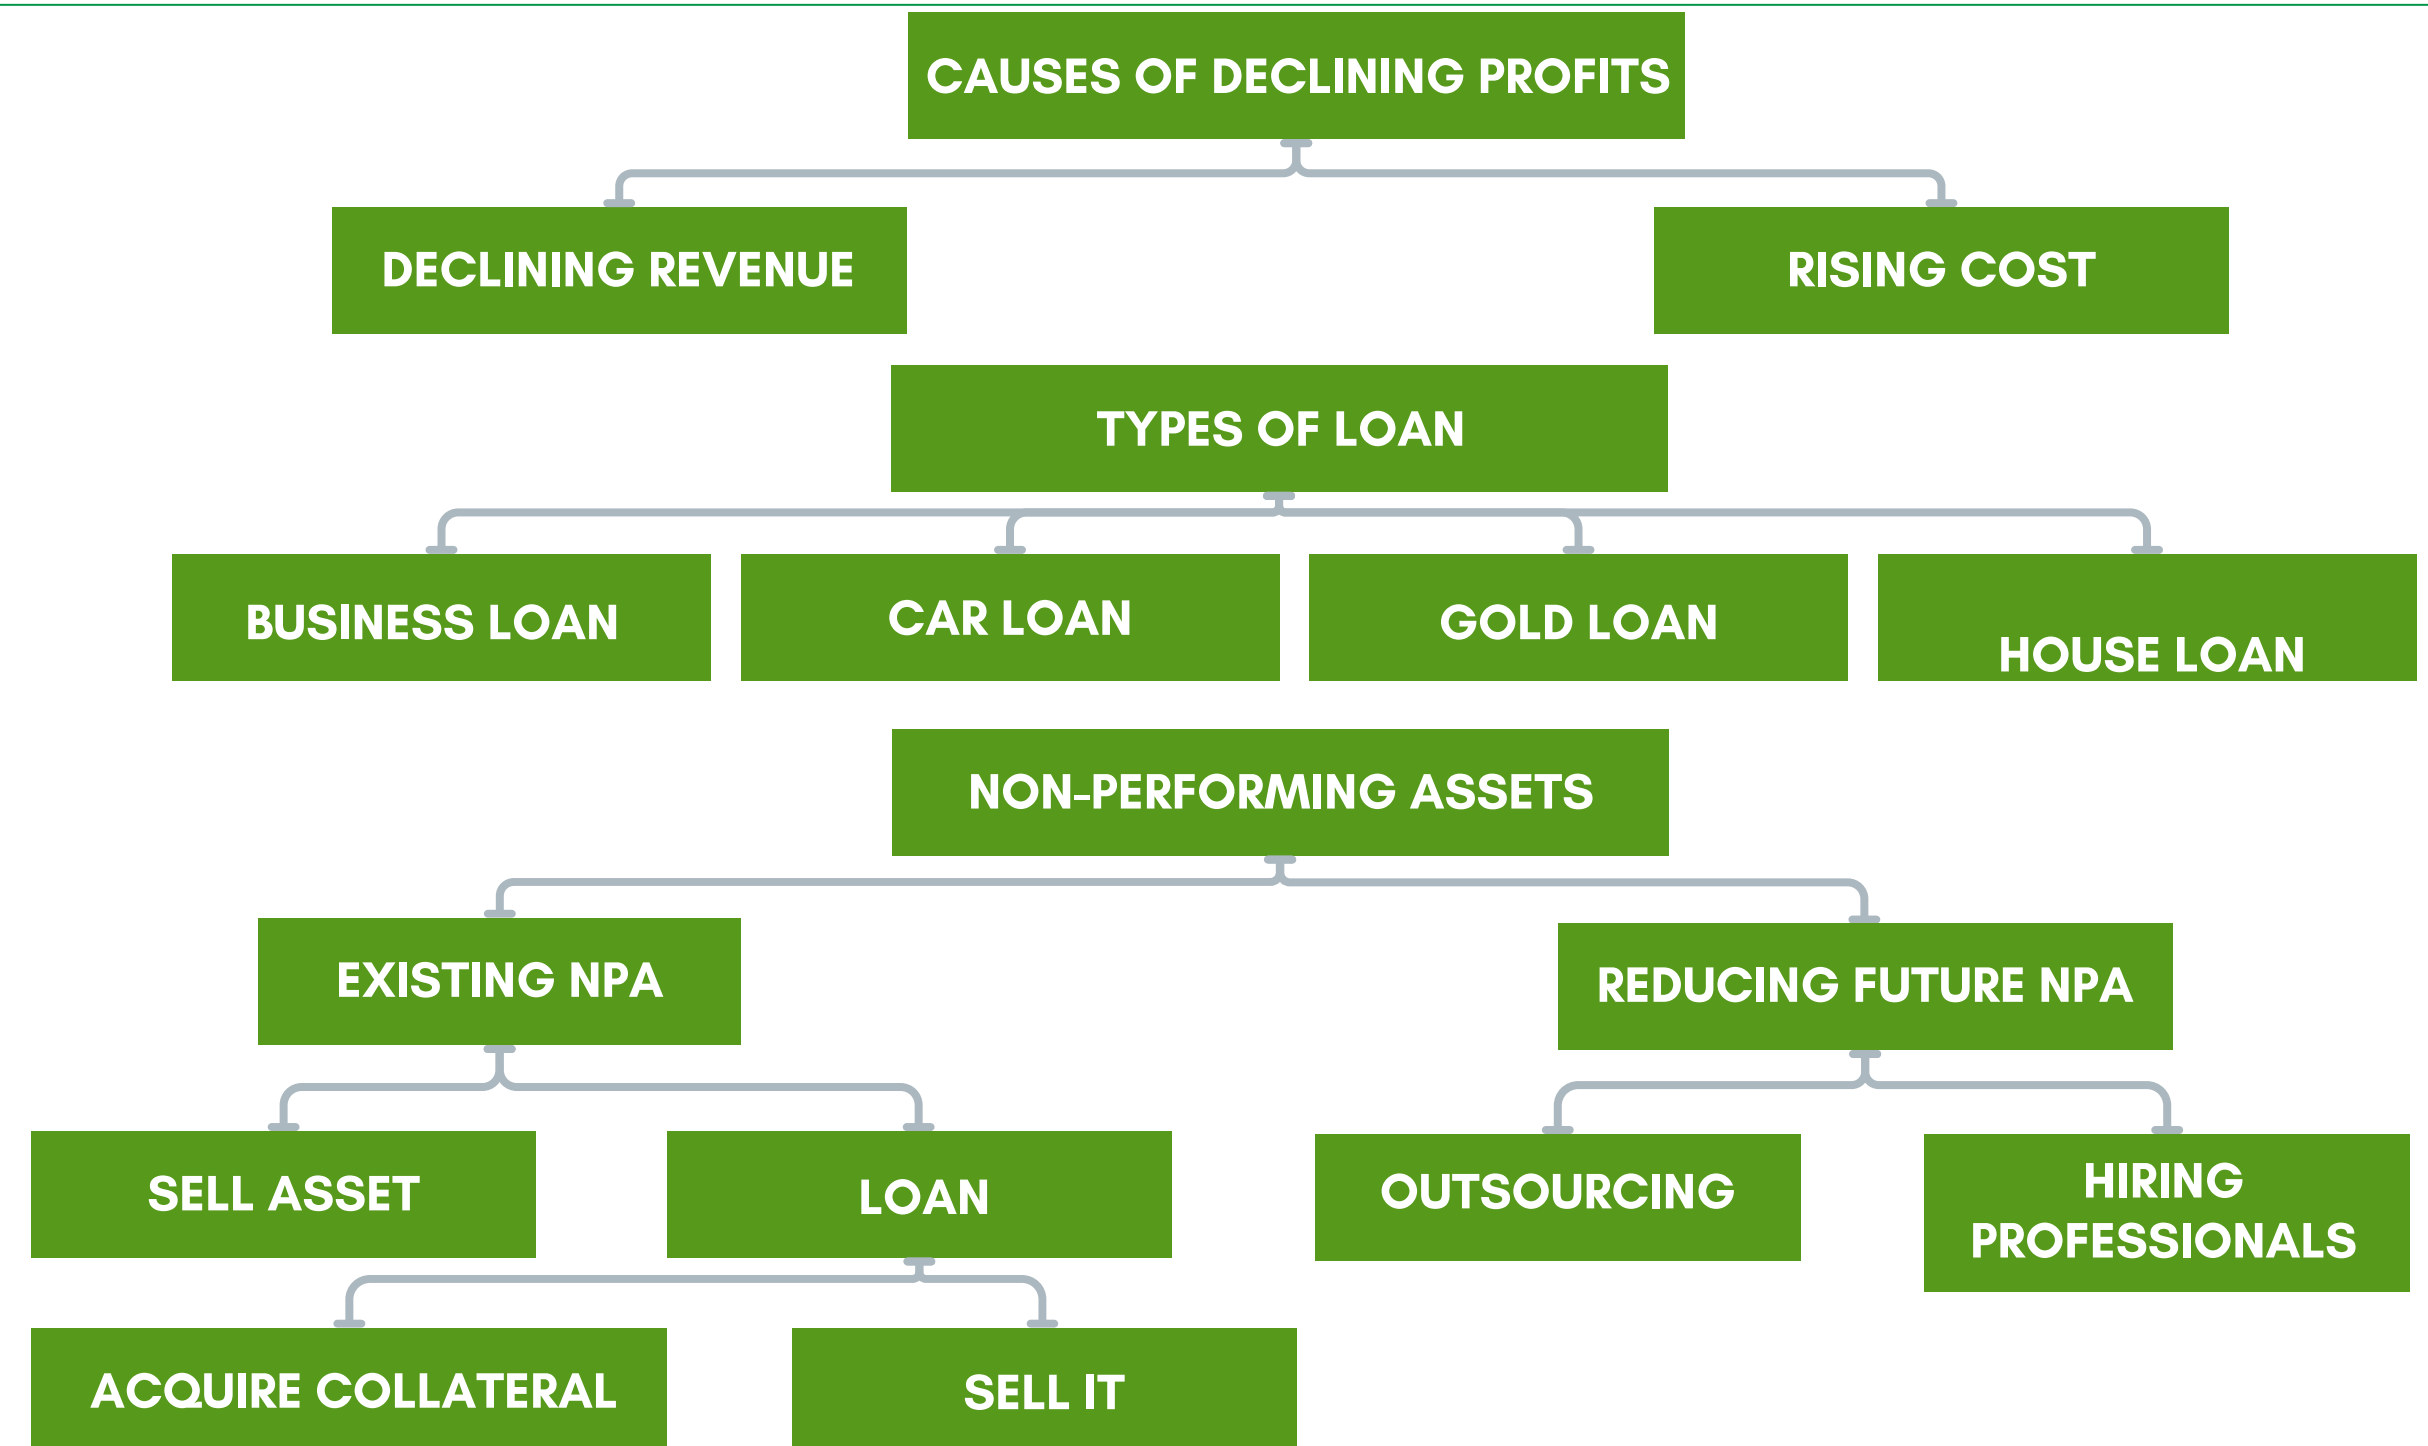 CAUSES OF DECLINING PROFITS
DECLINING REVENUE
RISING COST
TYPES OF LOAN
BUSINESS LOAN
CAR LOAN
GOLD LOAN
HOUSE LOAN
NON-PERFORMING ASSETS
EXISTING NPA
REDUCING FUTURE NPA
SELL ASSET
LOAN
OUTSOURCING
HIRING
PROFESSIONALS
ACQUIRE COLLATERAL
SELL IT